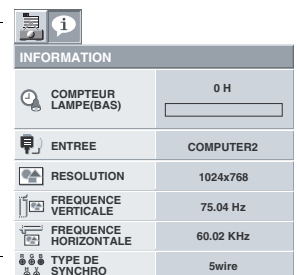 INFORMATION
COMPTEUR
LAMPE(BAS)
0 H
ENTREE
COMPUTER2
RESOLUTION
1024x768
FREQUENCE
VERTICALE
75.04 Hz
FREQUENCE
HORIZONTALE
60.02 KHz
TYPE DE
SYNCHRO
5wire